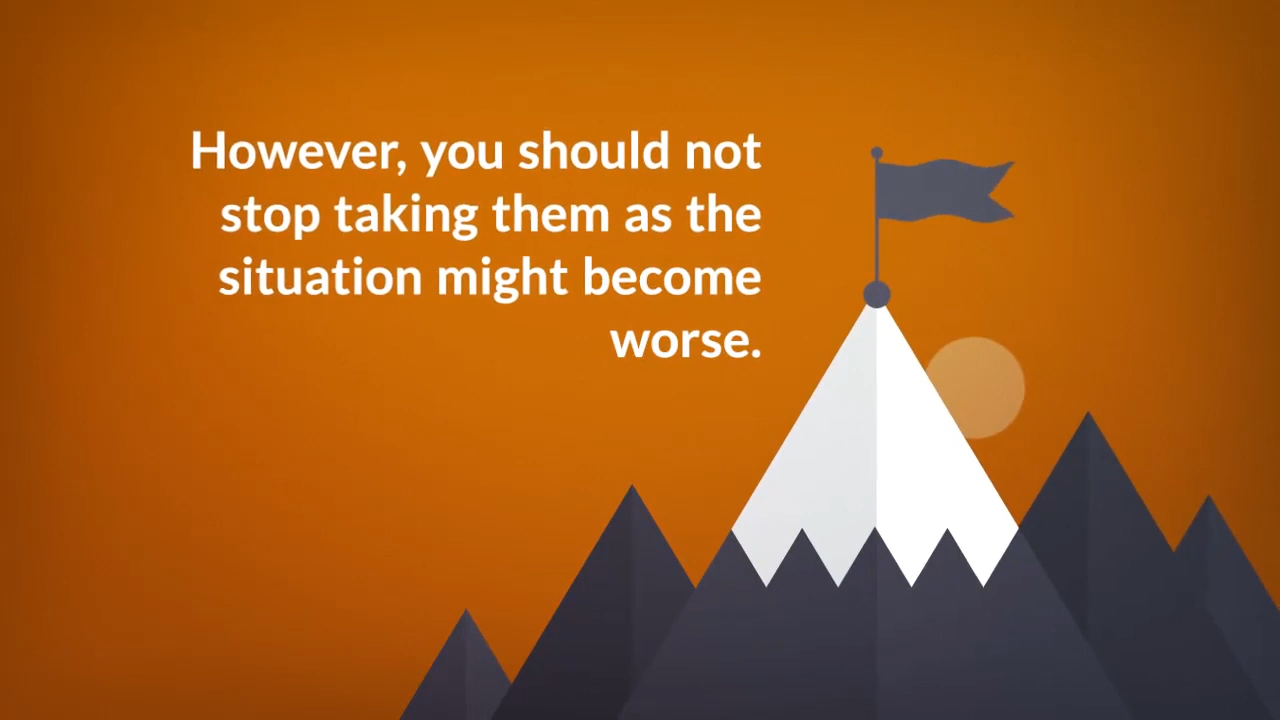 However, you should not
stop taking them as the
situation might become
worse.